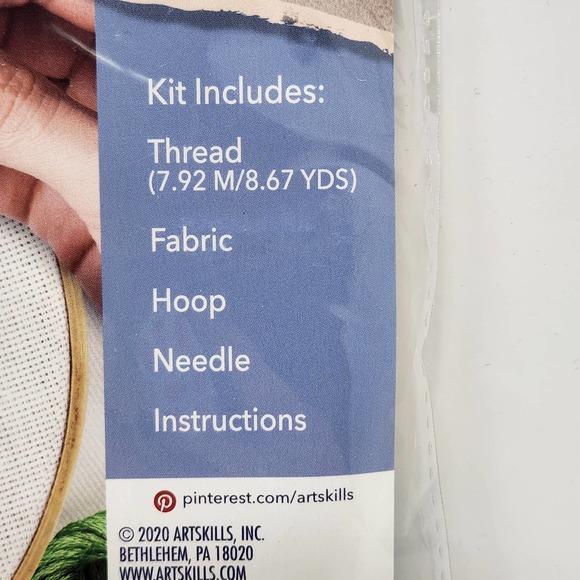 Kit Includes:
Thread
(7.92 M/8.67 YDS)
Fabric
Hoop
Needle
Instructions
pinterest.com/artskills
© 2020 ARTSKILLS, INC.
BETHLEHEM, PA 18020
WWW.ARTSKILLS.COM